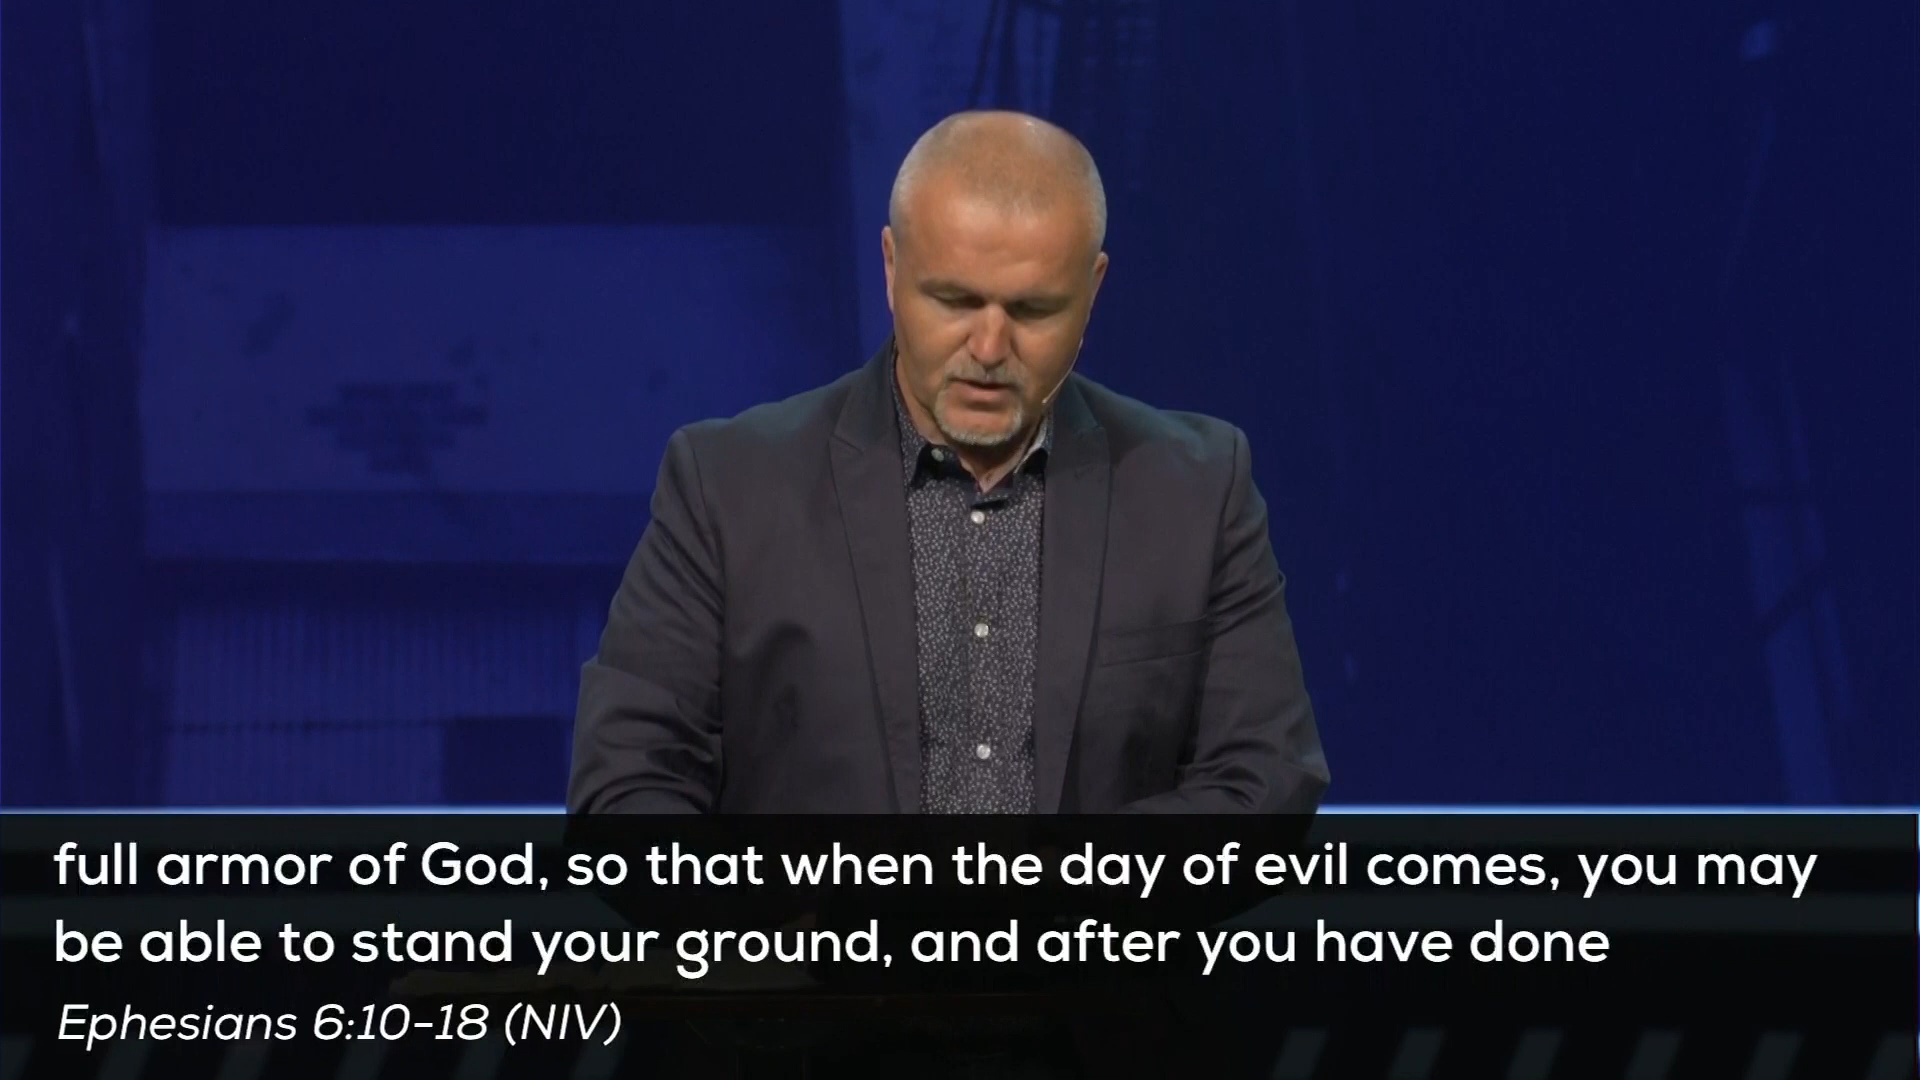 full armor of God, so that when the day of evil comes, you may
be able to stand your ground, and after you have done
Ephesians 6:10-18 (NIV)